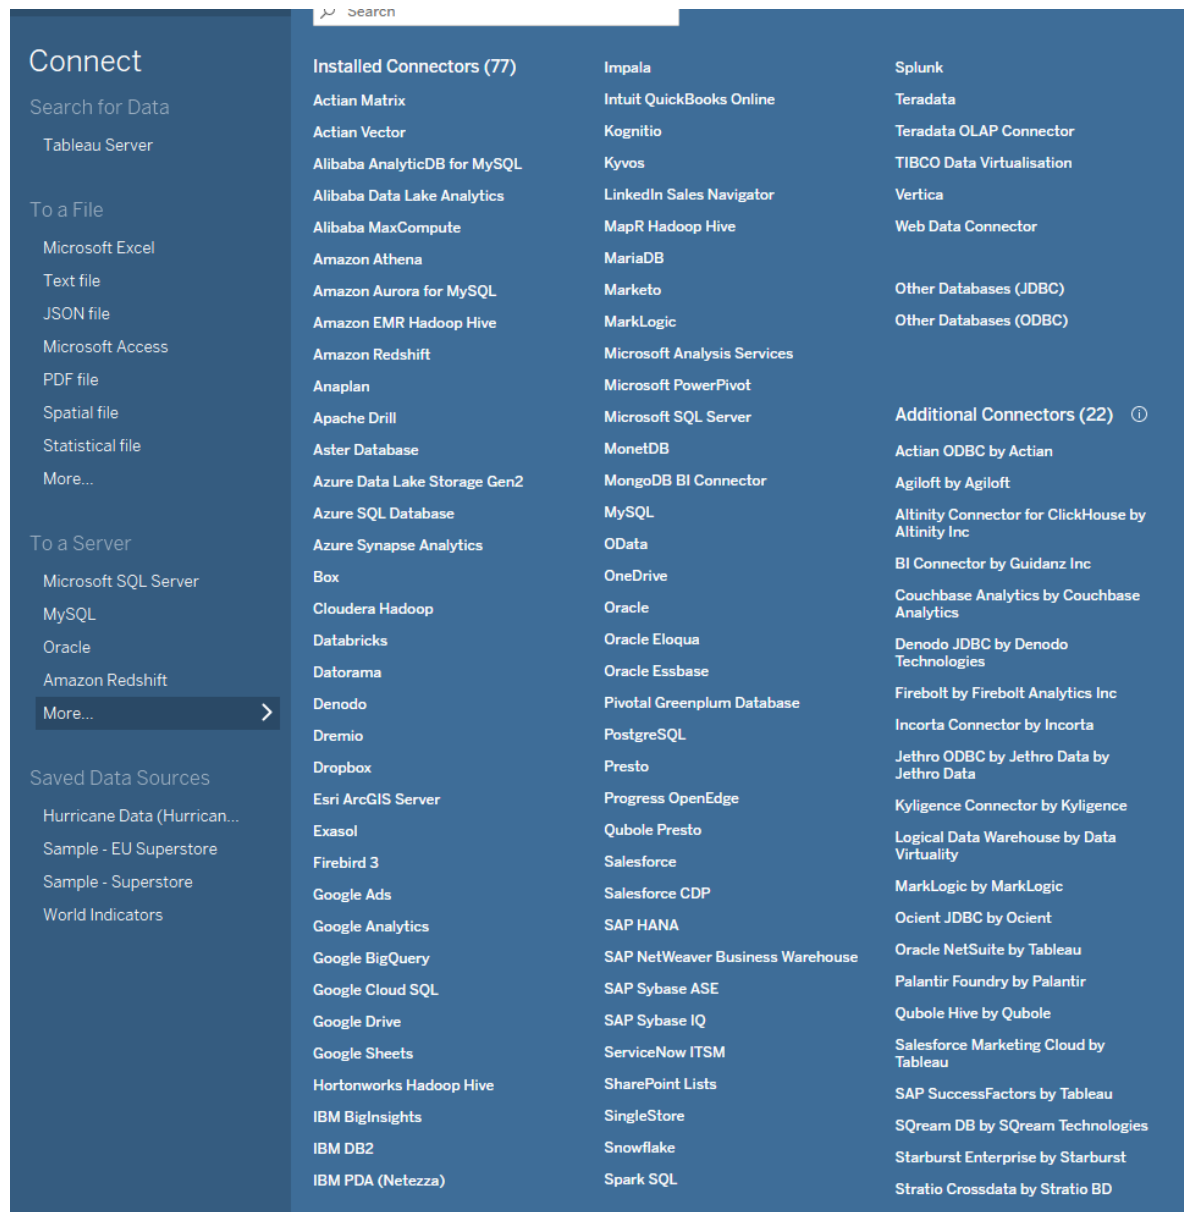 Search
Connect
Search for Data
Tableau Server
To a File
Microsoft Excel
Text file
JSON file
Microsoft Access
PDF file
Spatial file
Statistical file
More...
To a Server
Microsoft SQL Server
MySQL
Oracle
Amazon Redshift
More...
Saved Data Sources
Hurricane Data (Hurrican...
Sample - EU Superstore
Sample - Superstore
World Indicators
Installed Connectors (77)
Actian Matrix
Actian Vector
Alibaba AnalyticDB for MySQL
Alibaba Data Lake Analytics
Alibaba MaxCompute
Amazon Athena
Amazon Aurora for MySQL
Amazon EMR Hadoop Hive
Amazon Redshift
Anaplan
Apache Drill
Aster Database
Azure Data Lake Storage Gen2
Azure SQL Database
Azure Synapse Analytics
Box
Cloudera Hadoop
Databricks
Datorama
Denodo
Dremio
Dropbox
Esri ArcGIS Server
Exasol
Firebird 3
Google Ads
Google Analytics
Google BigQuery
Google Cloud SQL
Google Drive
Google Sheets
Hortonworks Hadoop Hive
IBM BigInsights
IBM DB2
IBM PDA (Netezza)
Impala
Intuit QuickBooks Online
Kognitio
Kyvos
LinkedIn Sales Navigator
MapR Hadoop Hive
MariaDB
Marketo
MarkLogic
Microsoft Analysis Services
Microsoft PowerPivot
Microsoft SQL Server
MonetDB
MongoDB BI Connector
MySQL
OData
OneDrive
Oracle
Oracle Eloqua
Oracle Essbase
Pivotal Greenplum Database
PostgreSQL
Presto
Progress OpenEdge
Qubole Presto
Salesforce
Salesforce CDP
SAP HANA
SAP NetWeaver Business Warehouse
SAP Sybase ASE
SAP Sybase IQ
ServiceNow ITSM
SharePoint Lists
SingleStore
Snowflake
Spark SQL
Splunk
Teradata
Teradata OLAP Connector
TIBCO Data Virtualisation
Vertica
Web Data Connector
Other Databases (JDBC)
Other Databases (ODBC)
Additional Connectors (22)
Actian ODBC by Actian
Agiloft by Agiloft
Altinity Connector for ClickHouse by
Altinity Inc
BI Connector by Guidanz Inc
Couchbase Analytics by Couchbase
Analytics
Denodo JDBC by Denodo
Technologies
Firebolt by Firebolt Analytics Inc
Incorta Connector by Incorta
Jethro ODBC by Jethro Data by
Jethro Data
Kyligence Connector by Kyligence
Logical Data Warehouse by Data
Virtuality
MarkLogic by MarkLogic
Ocient JDBC by Ocient
Oracle NetSuite by Tableau
Palantir Foundry by Palantir
Qubole Hive by Qubole
Salesforce Marketing Cloud by
Tableau
SAP SuccessFactors by Tableau
SQream DB by SQream Technologies
Starburst Enterprise by Starburst
Stratio Crossdata by Stratio BD